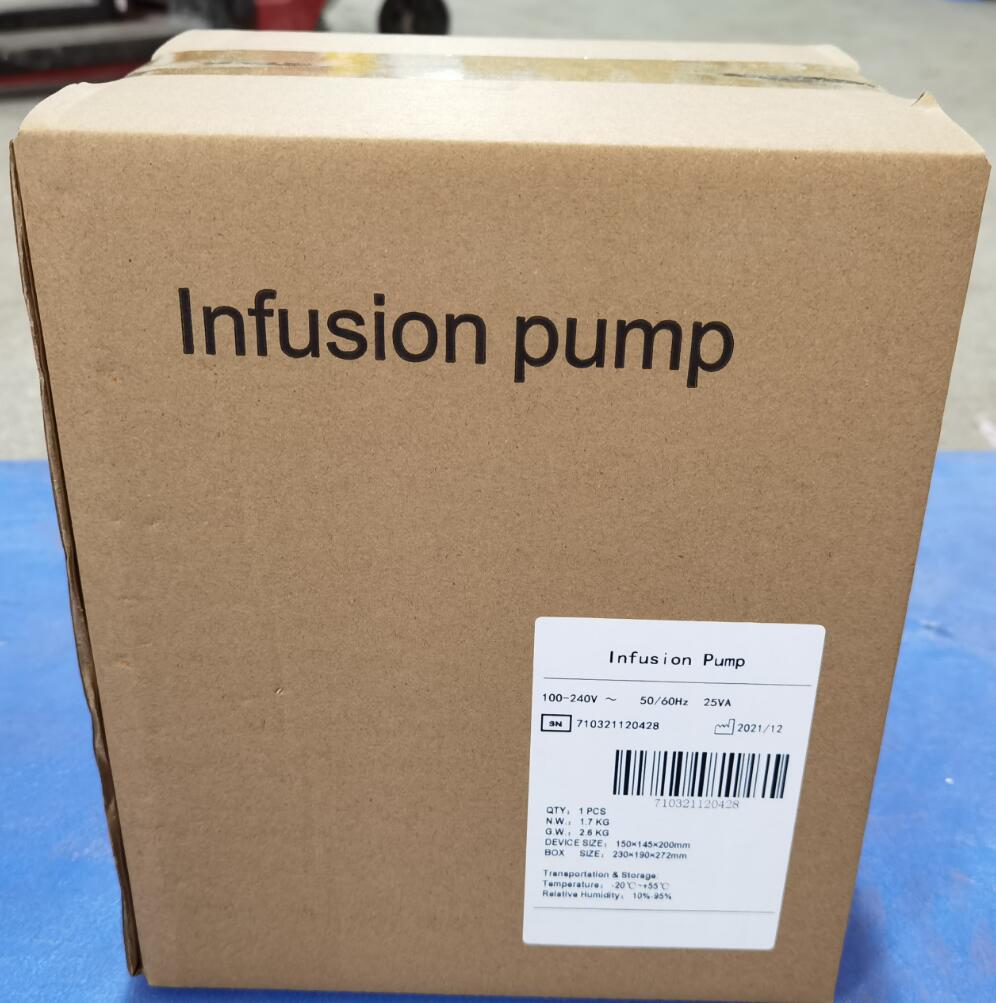 Infusion pump
Infusion Pump
100-240V ～ 50/60Hz 25VA
SN 710321120428 2021/12
710321120428
QTY: 1 PCS
N.W.: 1.7 KG
G.W.: 2.6 KG
DEVICE SIZE: 150×145×200mm
BOX SIZE: 230×190×272mm
Transportation & Storage:
Temperature: -20℃~+55℃
Relative Humidity: 10%-95%